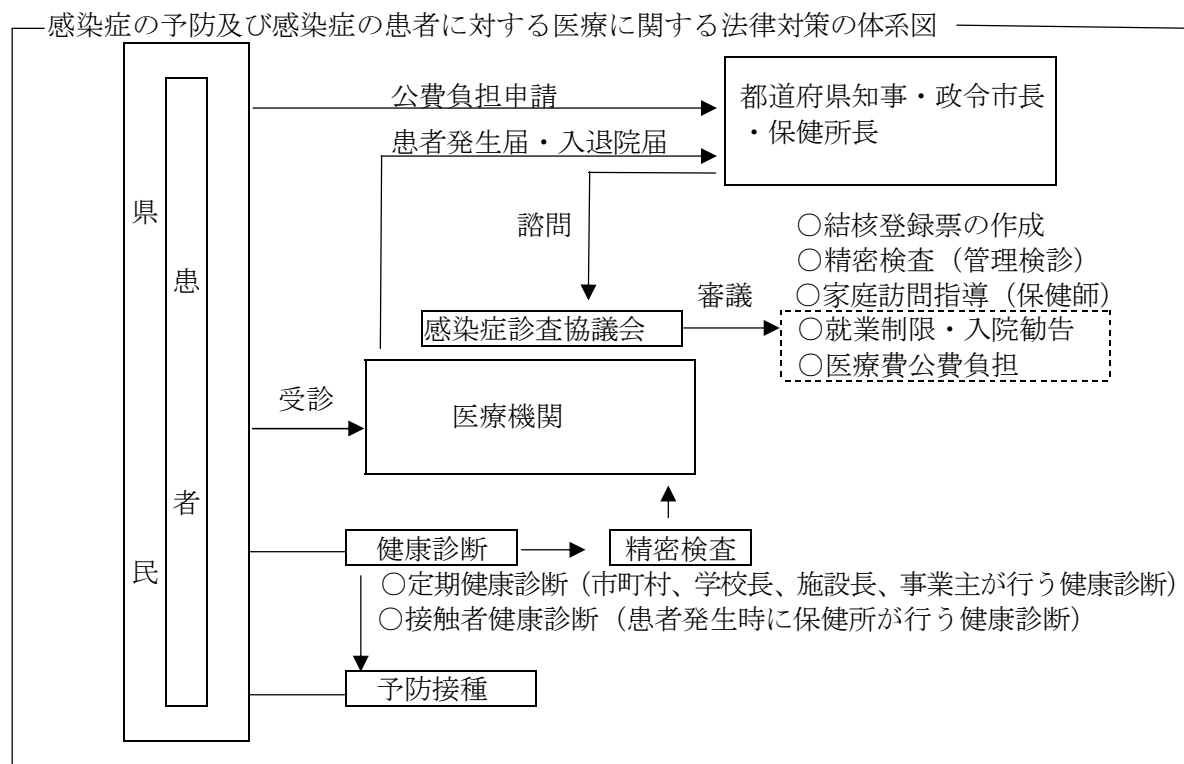 感染症の予防及び感染症の患者に対する医療に関する法律対策の体系図
公費負担申請
都道府県知事・政令市長
・保健所長
患者発生届・入退院届
県民
患者
諮問
○結核登録票の作成
○精密検査（管理検診）
○家庭訪問指導（保健師）
審議
感染症診査協議会
○就業制限・入院勧告
○医療費公費負担
受診
医療機関
健康診断
精密検査
○定期健康診断（市町村、学校長、施設長、事業主が行う健康診断）
○接触者健康診断（患者発生時に保健所が行う健康診断）
予防接種